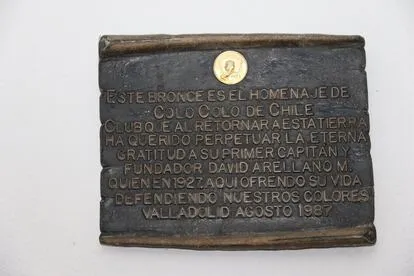 ESTE BRONCE ES EL HOMENAJE DE
COLO COLO DE CHILE
CLUB QUE AL RETORNAR A ESTA TIERRA
HA QUERIDO PERPETUAR LA ETERNA
GRATITUD A SU PRIMER CAPITAN Y
FUNDADOR DAVID ARELLANO M.
QUIEN EN 1927, AQUI OFRENDO SU VIDA
DEFENDIENDO NUESTROS COLORES
VALLADOLID AGOSTO 1987